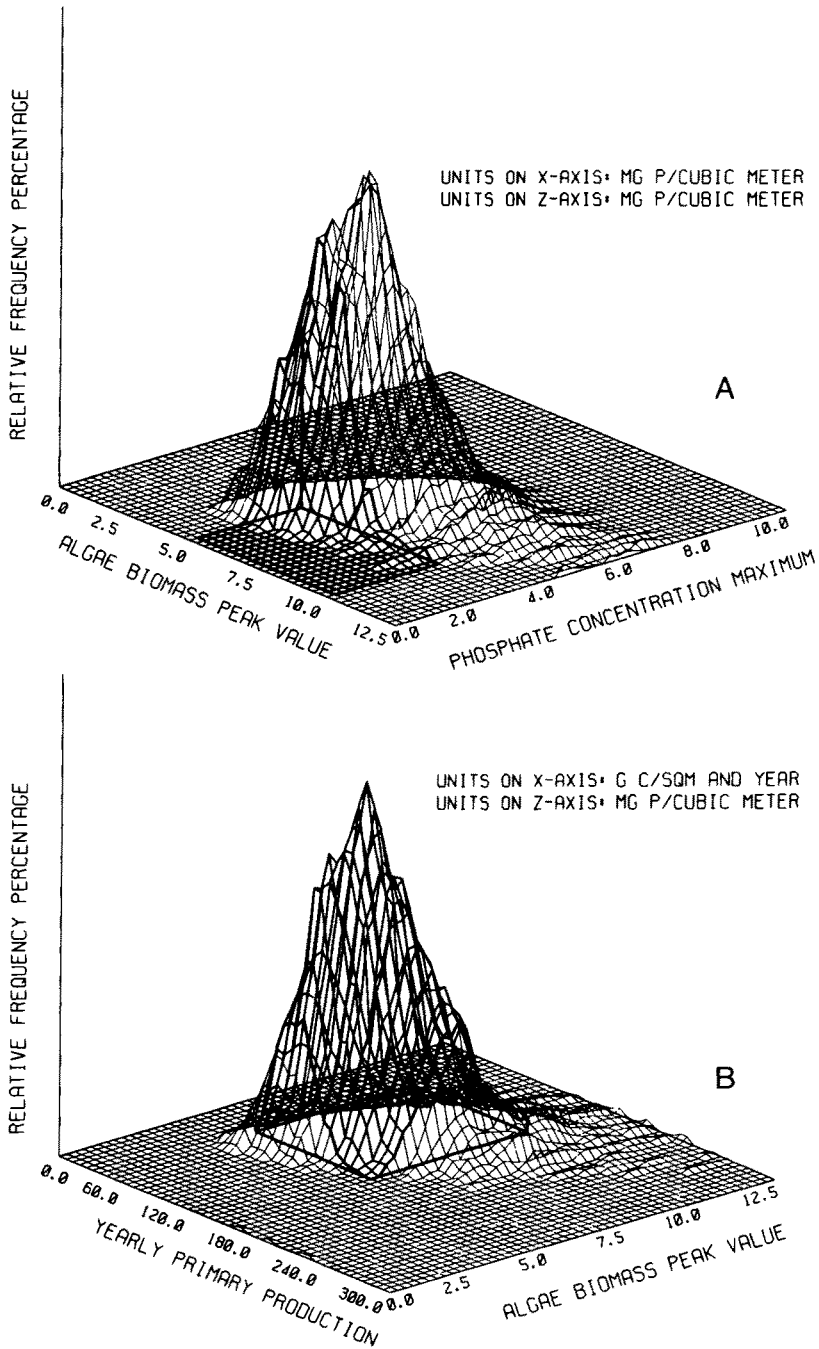 RELATIVE FREQUENCY PERCENTAGE
UNITS ON X-AXIS: MG P/CUBIC METER
UNITS ON Z-AXIS: MG P/CUBIC METER
A
0.0 2.5 5.0 7.5 10.0 12.5
ALGAE BIOMASS PEAK VALUE
0.0 2.0 4.0 6.0 8.0 10.0
PHOSPHATE CONCENTRATION MAXIMUM
RELATIVE FREQUENCY PERCENTAGE
UNITS ON X-AXIS: G C/SQM AND YEAR
UNITS ON Z-AXIS: MG P/CUBIC METER
B
0.0 60.0 120.0 180.0 240.0 300.0
YEARLY PRIMARY PRODUCTION
0.0 2.5 5.0 7.5 10.0 12.5
ALGAE BIOMASS PEAK VALUE